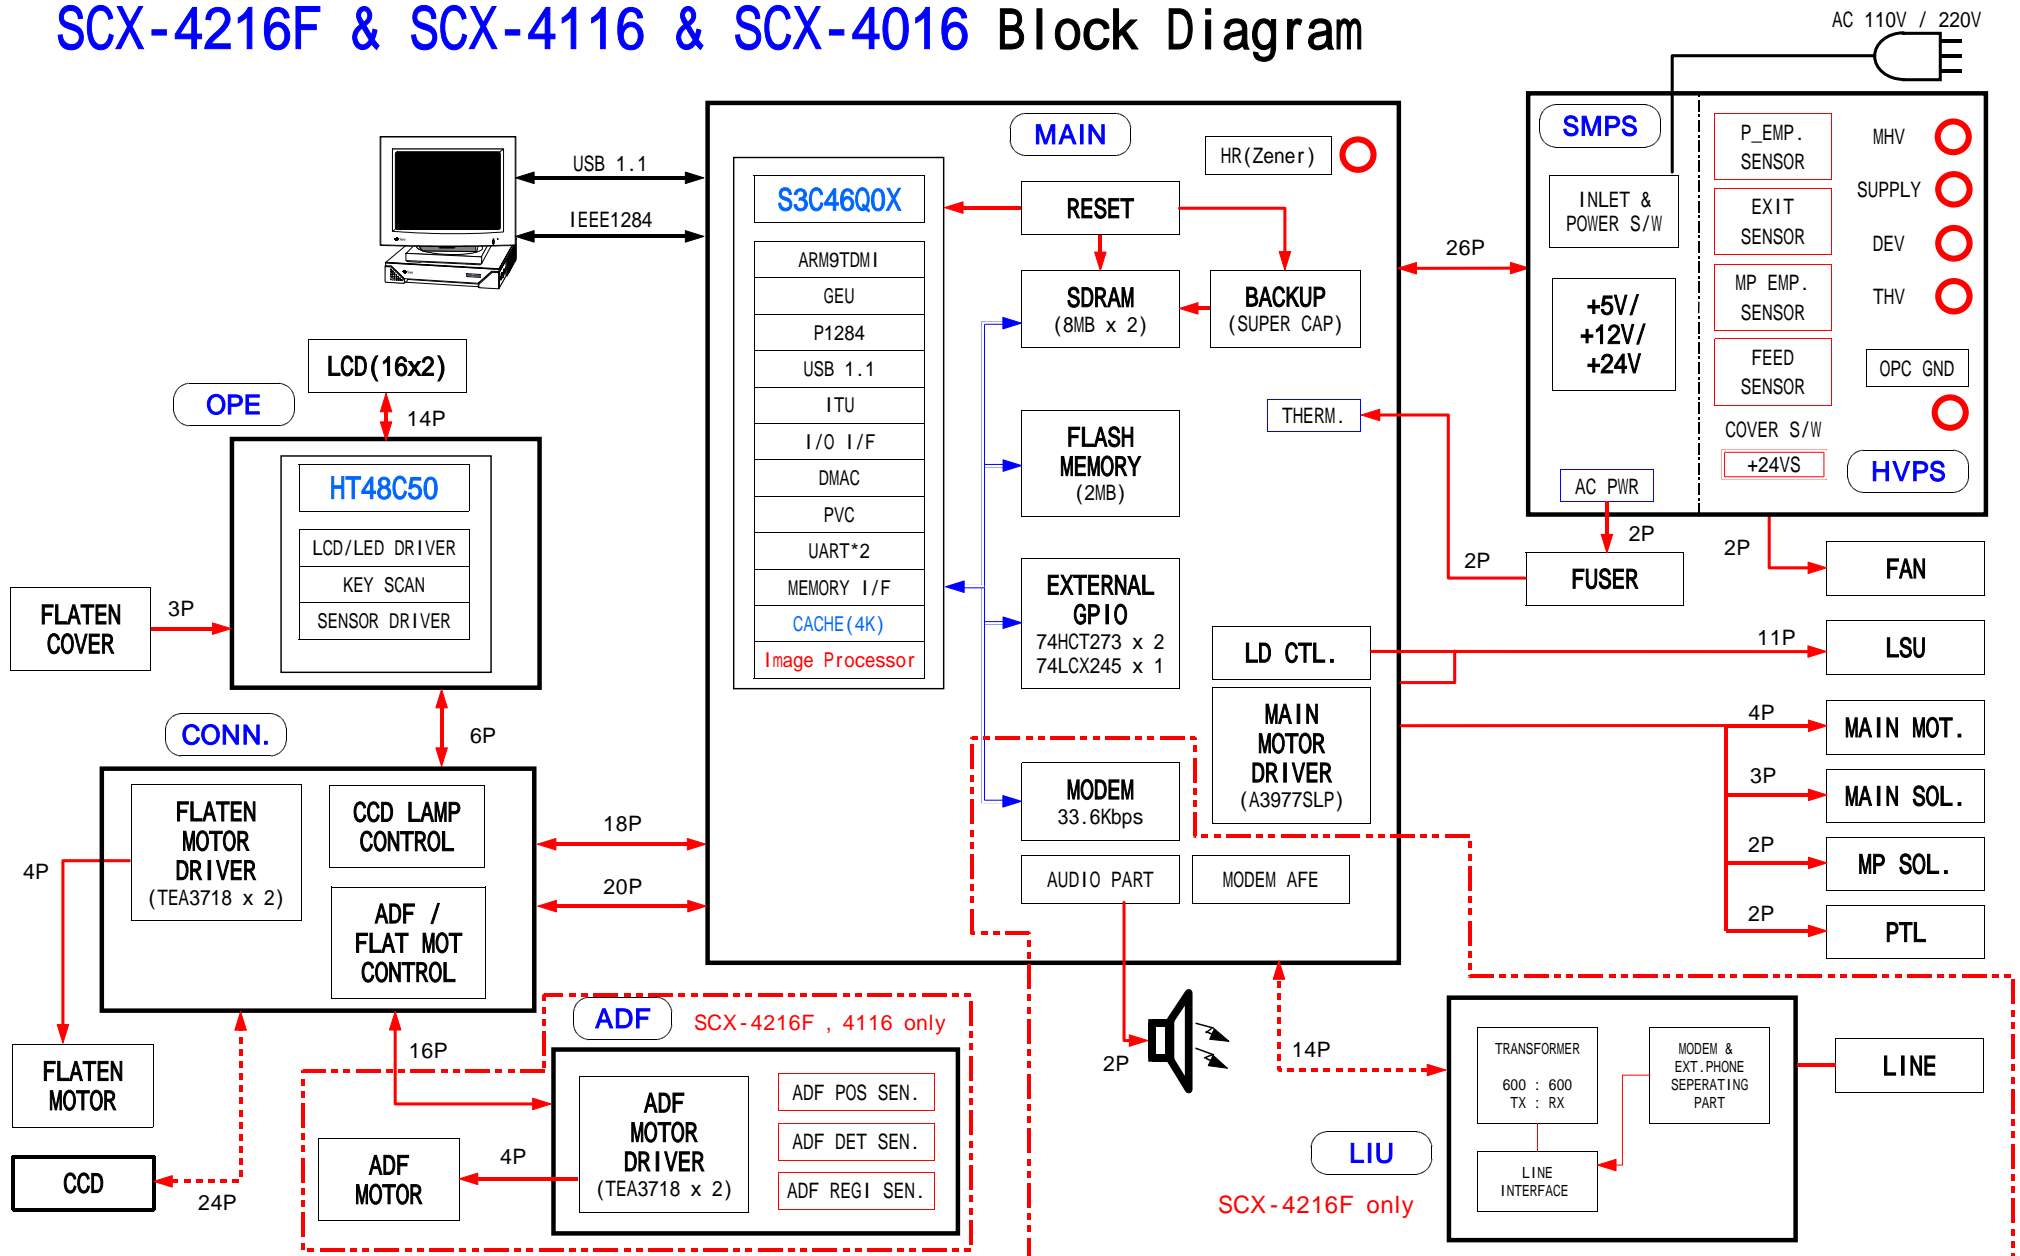 SCX-4216F & SCX-4116 & SCX-4016 Block Diagram
AC 110V / 220V
USB 1.1
IEEE1284
MAIN
HR(Zener)
S3C46Q0X
ARM9TDMI
GEU
P1284
USB 1.1
ITU
I/O I/F
DMAC
PVC
UART*2
MEMORY I/F
CACHE(4K)
Image Processor
RESET
SDRAM
(8MB x 2)
BACKUP
(SUPER CAP)
FLASH
MEMORY
(2MB)
THERM.
EXTERNAL
GPIO
74HCT273 x 2
74LCX245 x 1
LD CTL.
MAIN
MOTOR
DRIVER
(A3977SLP)
MODEM
33.6Kbps
AUDIO PART
MODEM AFE
SMPS
INLET &
POWER S/W
+5V/
+12V/
+24V
AC PWR
P_EMP.
SENSOR
EXIT
SENSOR
MP EMP.
SENSOR
FEED
SENSOR
COVER S/W
+24VS
MHV
SUPPLY
DEV
THV
OPC GND
HVPS
26P
2P
2P
2P
FUSER
FAN
11P
LSU
4P
MAIN MOT.
3P
MAIN SOL.
2P
MP SOL.
2P
PTL
LCD(16x2)
OPE
14P
HT48C50
LCD/LED DRIVER
KEY SCAN
SENSOR DRIVER
FLATEN
COVER
3P
6P
CONN.
FLATEN
MOTOR
DRIVER
(TEA3718 x 2)
CCD LAMP
CONTROL
ADF /
FLAT MOT
CONTROL
18P
20P
4P
FLATEN
MOTOR
CCD
24P
16P
ADF
SCX-4216F , 4116 only
ADF
MOTOR
DRIVER
(TEA3718 x 2)
ADF POS SEN.
ADF DET SEN.
ADF REGI SEN.
4P
ADF
MOTOR
2P
14P
LIU
SCX-4216F only
TRANSFORMER
600 : 600
TX : RX
MODEM &
EXT.PHONE
SEPERATING
PART
LINE
INTERFACE
LINE